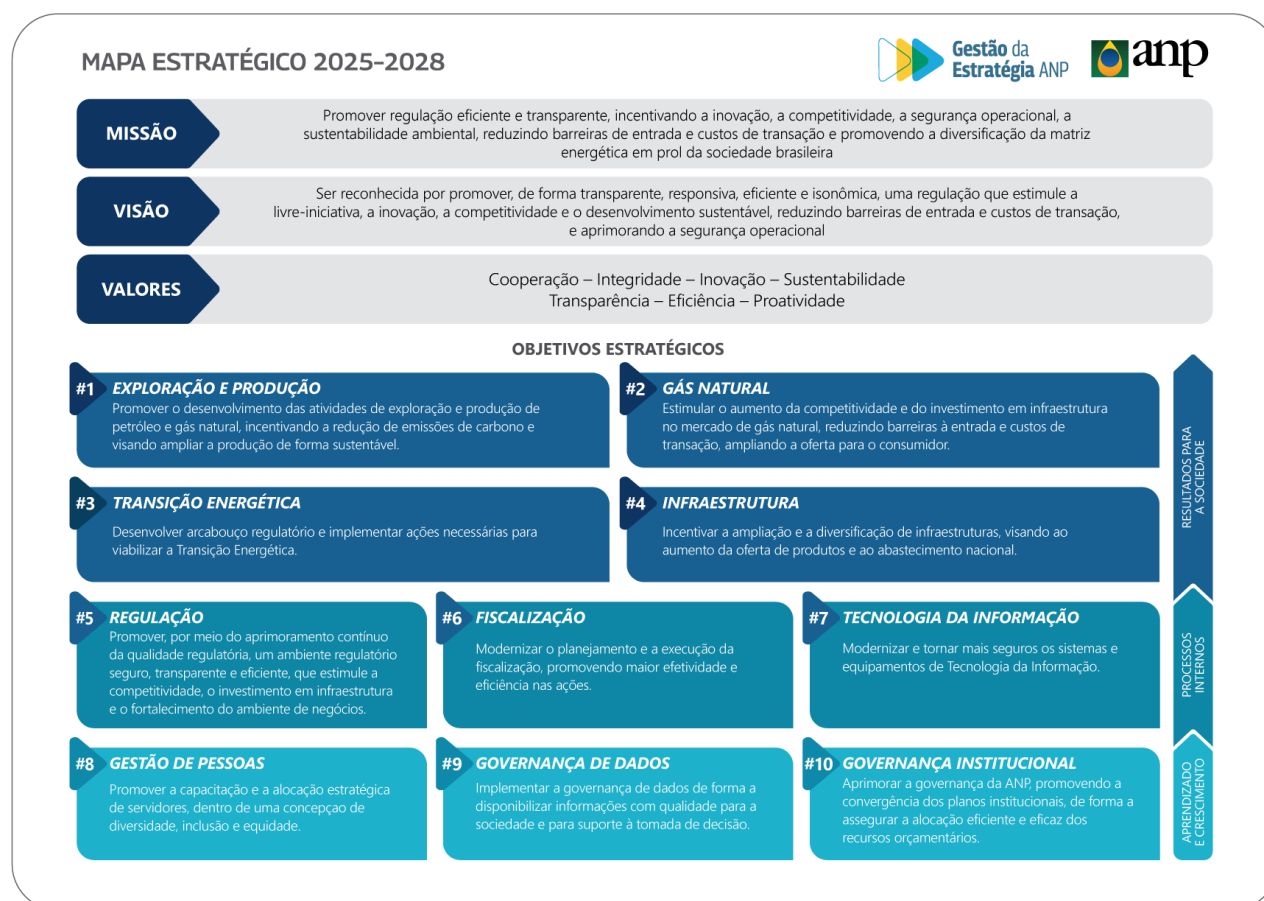 MAPA ESTRATÉGICO 2025-2028
Gestão da
Estratégia ANP
anp
MISSÃO
Promover regulação eficiente e transparente, incentivando a inovação, a competitividade, a segurança operacional, a
sustentabilidade ambiental, reduzindo barreiras de entrada e custos de transação e promovendo a diversificação da matriz
energética em prol da sociedade brasileira
VISÃO
Ser reconhecida por promover, de forma transparente, responsiva, eficiente e isonômica, uma regulação que estimule a
livre-iniciativa, a inovação, a competitividade e o desenvolvimento sustentável, reduzindo barreiras de entrada e custos de transação,
e aprimorando a segurança operacional
VALORES
Cooperação – Integridade – Inovação – Sustentabilidade
Transparência – Eficiência – Proatividade
OBJETIVOS ESTRATÉGICOS
#1 EXPLORAÇÃO E PRODUÇÃO
Promover o desenvolvimento das atividades de exploração e produção de
petróleo e gás natural, incentivando a redução de emissões de carbono e
visando ampliar a produção de forma sustentável.
#2 GÁS NATURAL
Estimular o aumento da competitividade e do investimento em infraestrutura
no mercado de gás natural, reduzindo barreiras à entrada e custos de
transação, ampliando a oferta para o consumidor.
#3 TRANSIÇÃO ENERGÉTICA
Desenvolver arcabouço regulatório e implementar ações necessárias para
viabilizar a Transição Energética.
#4 INFRAESTRUTURA
Incentivar a ampliação e a diversificação de infraestruturas, visando ao
aumento da oferta de produtos e ao abastecimento nacional.
RESULTADOS PARA
A SOCIEDADE
#5 REGULAÇÃO
Promover, por meio do aprimoramento contínuo
da qualidade regulatória, um ambiente regulatório
seguro, transparente e eficiente, que estimule a
competitividade, o investimento em infraestrutura
e o fortalecimento do ambiente de negócios.
#6 FISCALIZAÇÃO
Modernizar o planejamento e a execução da
fiscalização, promovendo maior efetividade e
eficiência nas ações.
#7 TECNOLOGIA DA INFORMAÇÃO
Modernizar e tornar mais seguros os sistemas e
equipamentos de Tecnologia da Informação.
PROCESSOS
INTERNOS
#8 GESTÃO DE PESSOAS
Promover a capacitação e a alocação estratégica
de servidores, dentro de uma concepçao de
diversidade, inclusão e equidade.
#9 GOVERNANÇA DE DADOS
Implementar a governança de dados de forma a
disponibilizar informações com qualidade para a
sociedade e para suporte à tomada de decisão.
#10 GOVERNANÇA INSTITUCIONAL
Aprimorar a governança da ANP, promovendo a
convergência dos planos institucionais, de forma a
assegurar a alocação eficiente e eficaz dos
recursos orçamentários.
APRENDIZADO
E CRESCIMENTO